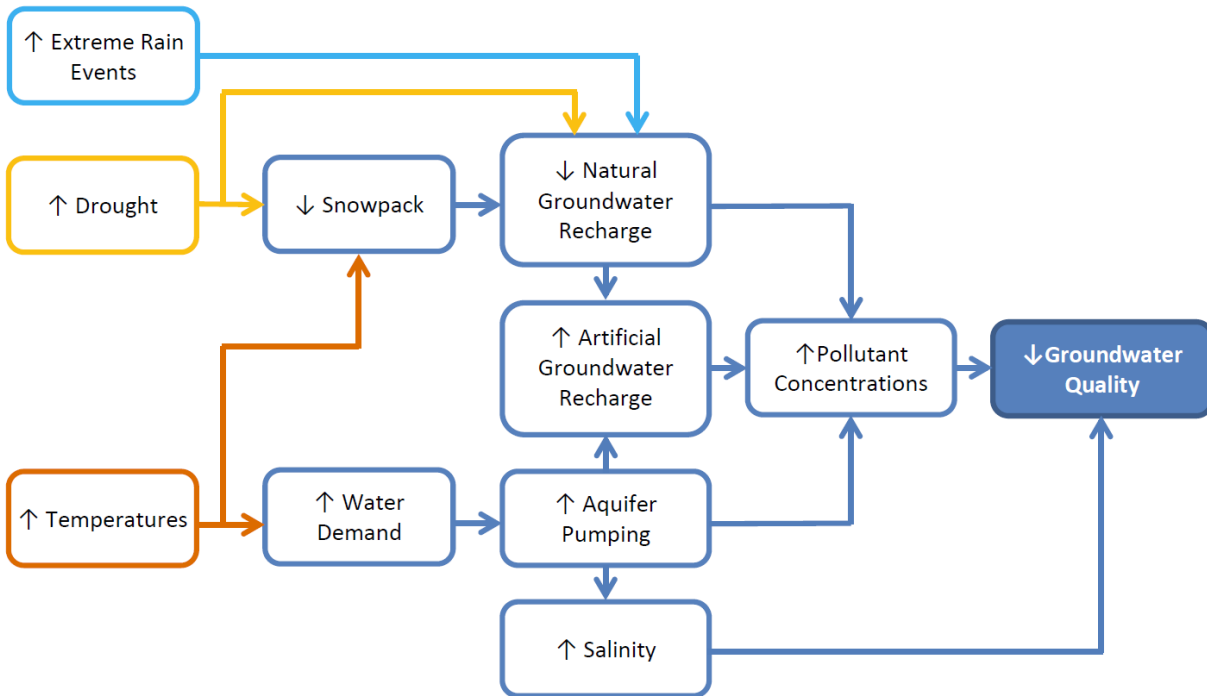 ↑ Extreme Rain
Events
↑ Drought
↓ Snowpack
↓ Natural
Groundwater
Recharge
↑ Artificial
Groundwater
Recharge
↑Pollutant
Concentrations
↓Groundwater
Quality
↑ Temperatures
↑ Water
Demand
↑ Aquifer
Pumping
↑ Salinity